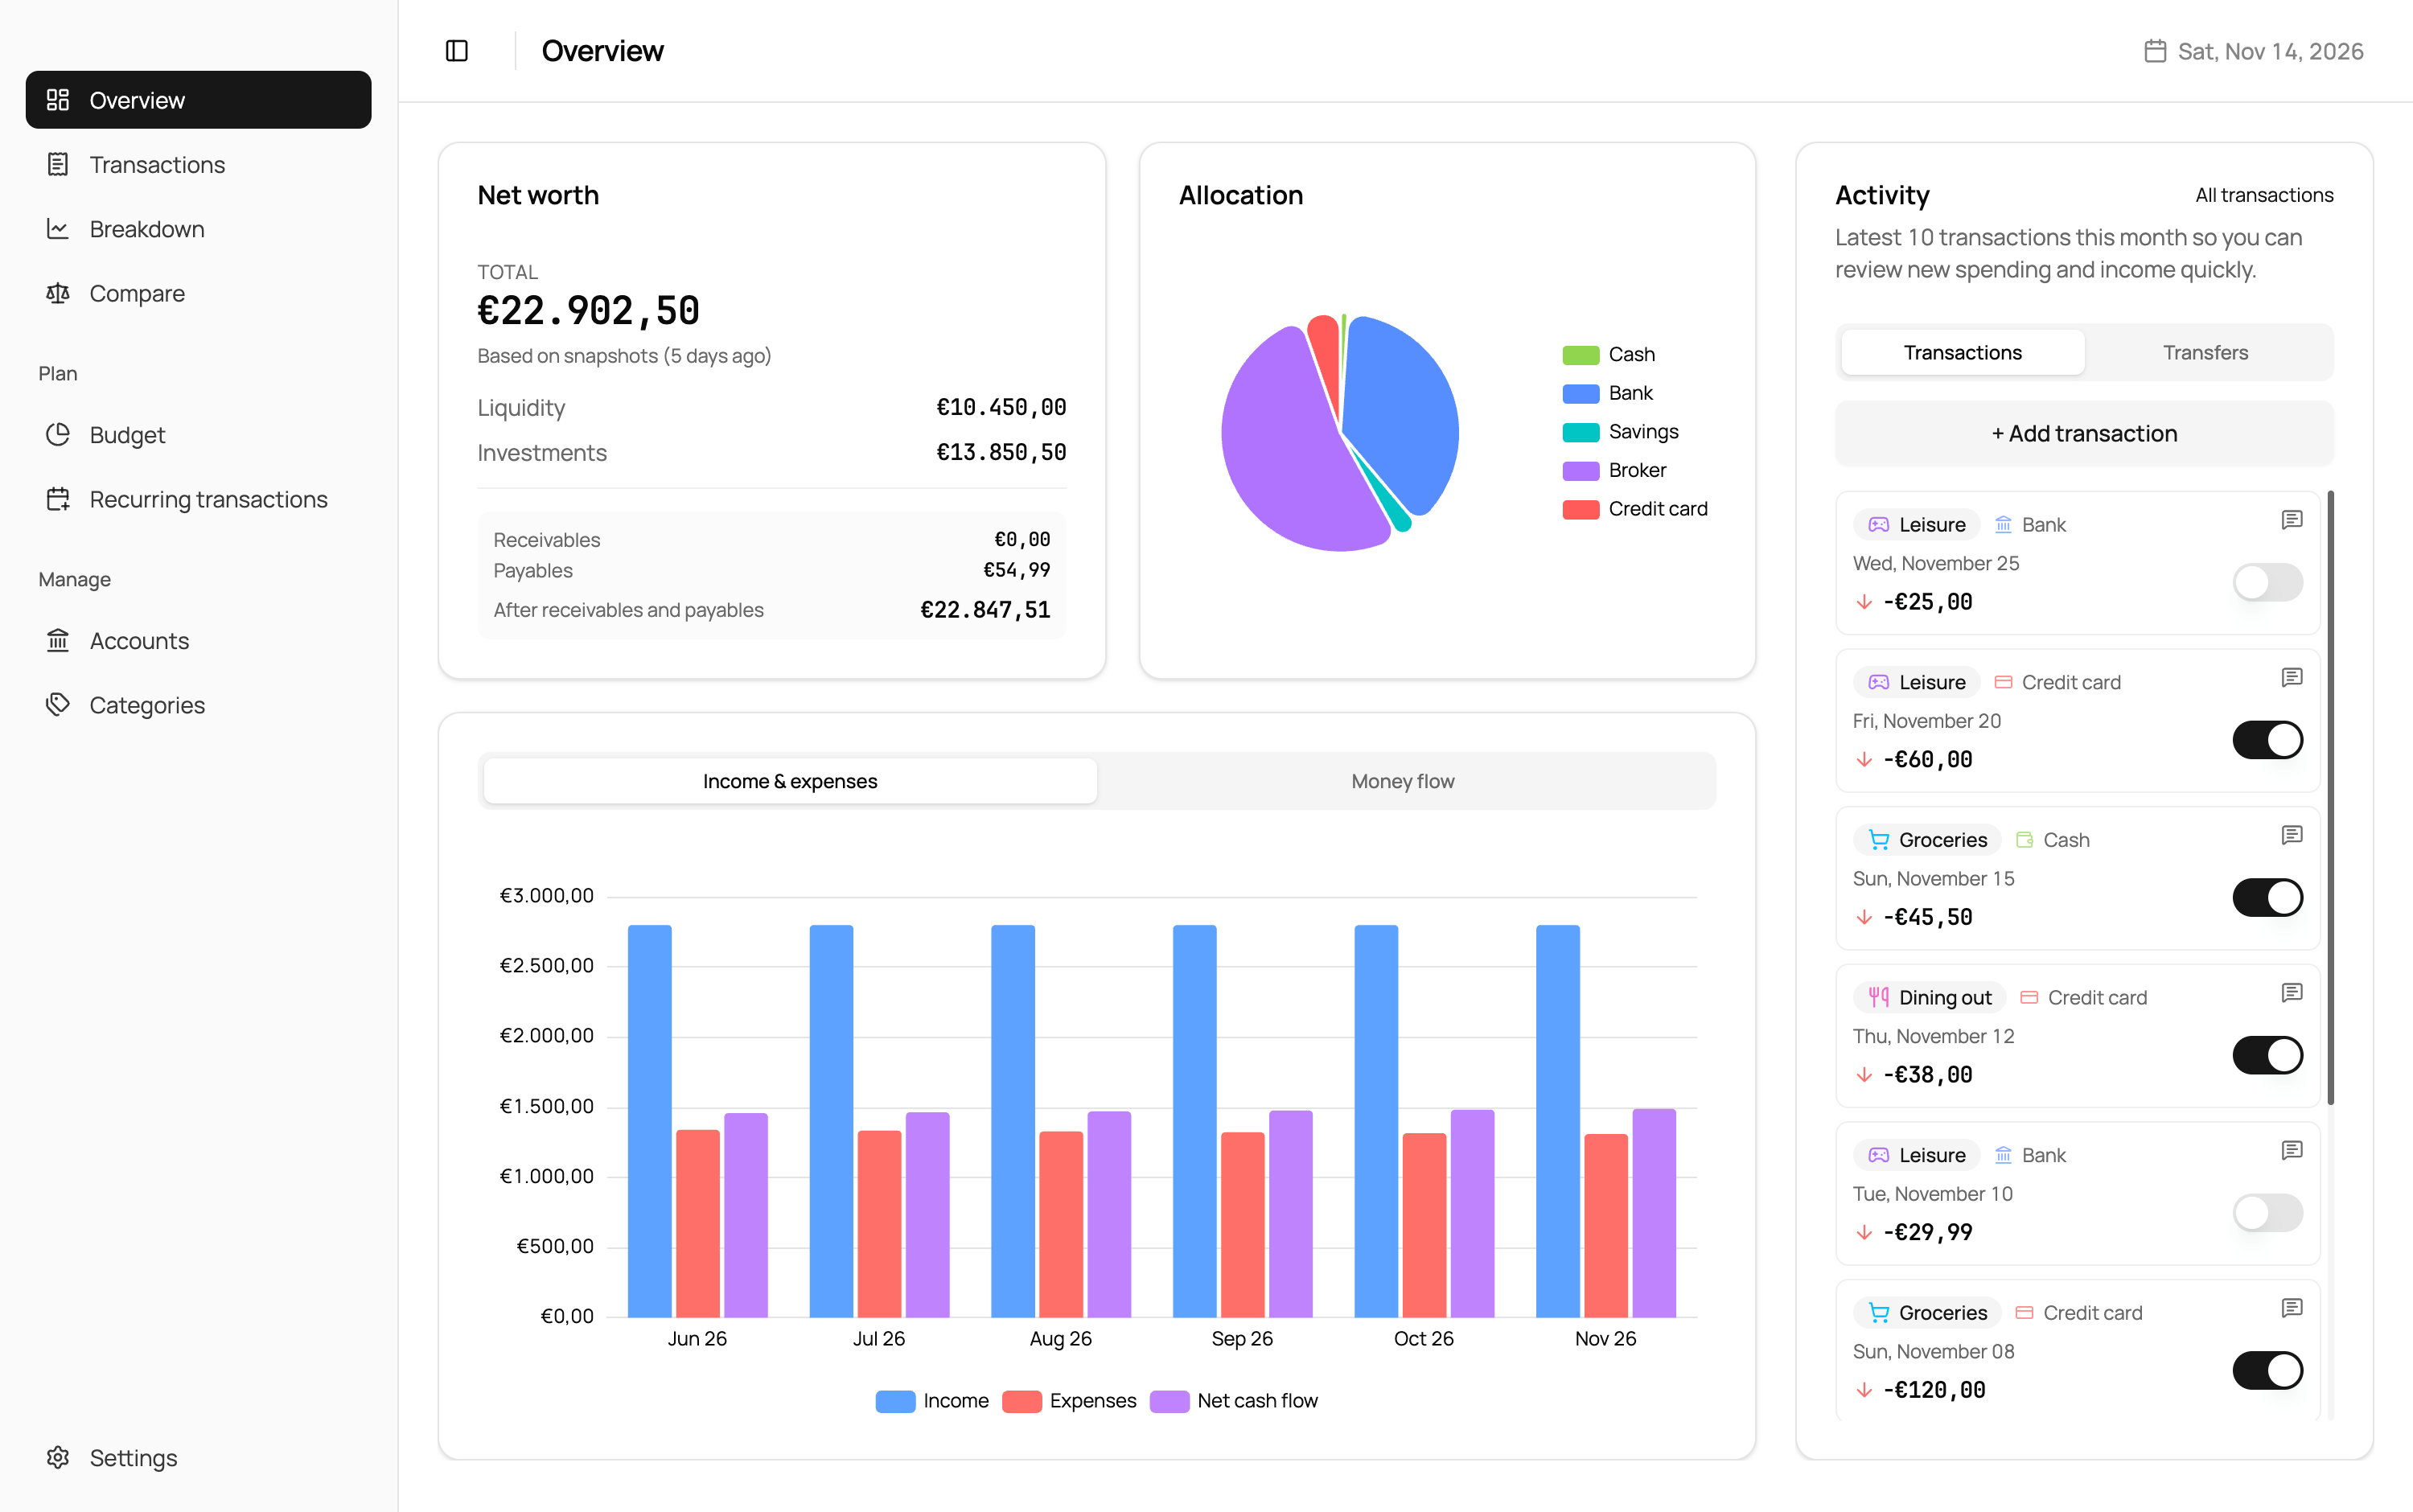 Overview
Transactions
Breakdown
Compare
Plan
Budget
Recurring transactions
Manage
Accounts
Categories
Settings
Overview
Sat, Nov 14, 2026
Net worth
TOTAL
€22.902,50
Based on snapshots (5 days ago)
Liquidity €10.450,00
Investments €13.850,50
Receivables €0,00
Payables €54,99
After receivables and payables €22.847,51
Allocation
Cash
Bank
Savings
Broker
Credit card
Income & expenses Money flow
€3.000,00
€2.500,00
€2.000,00
€1.500,00
€1.000,00
€500,00
€0,00
Jun 26 Jul 26 Aug 26 Sep 26 Oct 26 Nov 26
Income Expenses Net cash flow
Activity All transactions
Latest 10 transactions this month so you can
review new spending and income quickly.
Transactions Transfers
+ Add transaction
Leisure Bank
Wed, November 25
-€25,00
Leisure Credit card
Fri, November 20
-€60,00
Groceries Cash
Sun, November 15
-€45,50
Dining out Credit card
Thu, November 12
-€38,00
Leisure Bank
Tue, November 10
-€29,99
Groceries Credit card
Sun, November 08
-€120,00